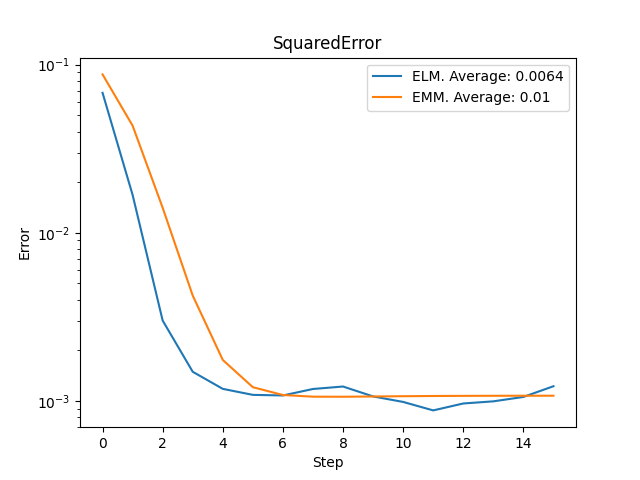 SquaredError
ELM. Average: 0.0064
EMM. Average: 0.01
10⁻¹
10⁻²
10⁻³
Error
0 2 4 6 8 10 12 14
Step